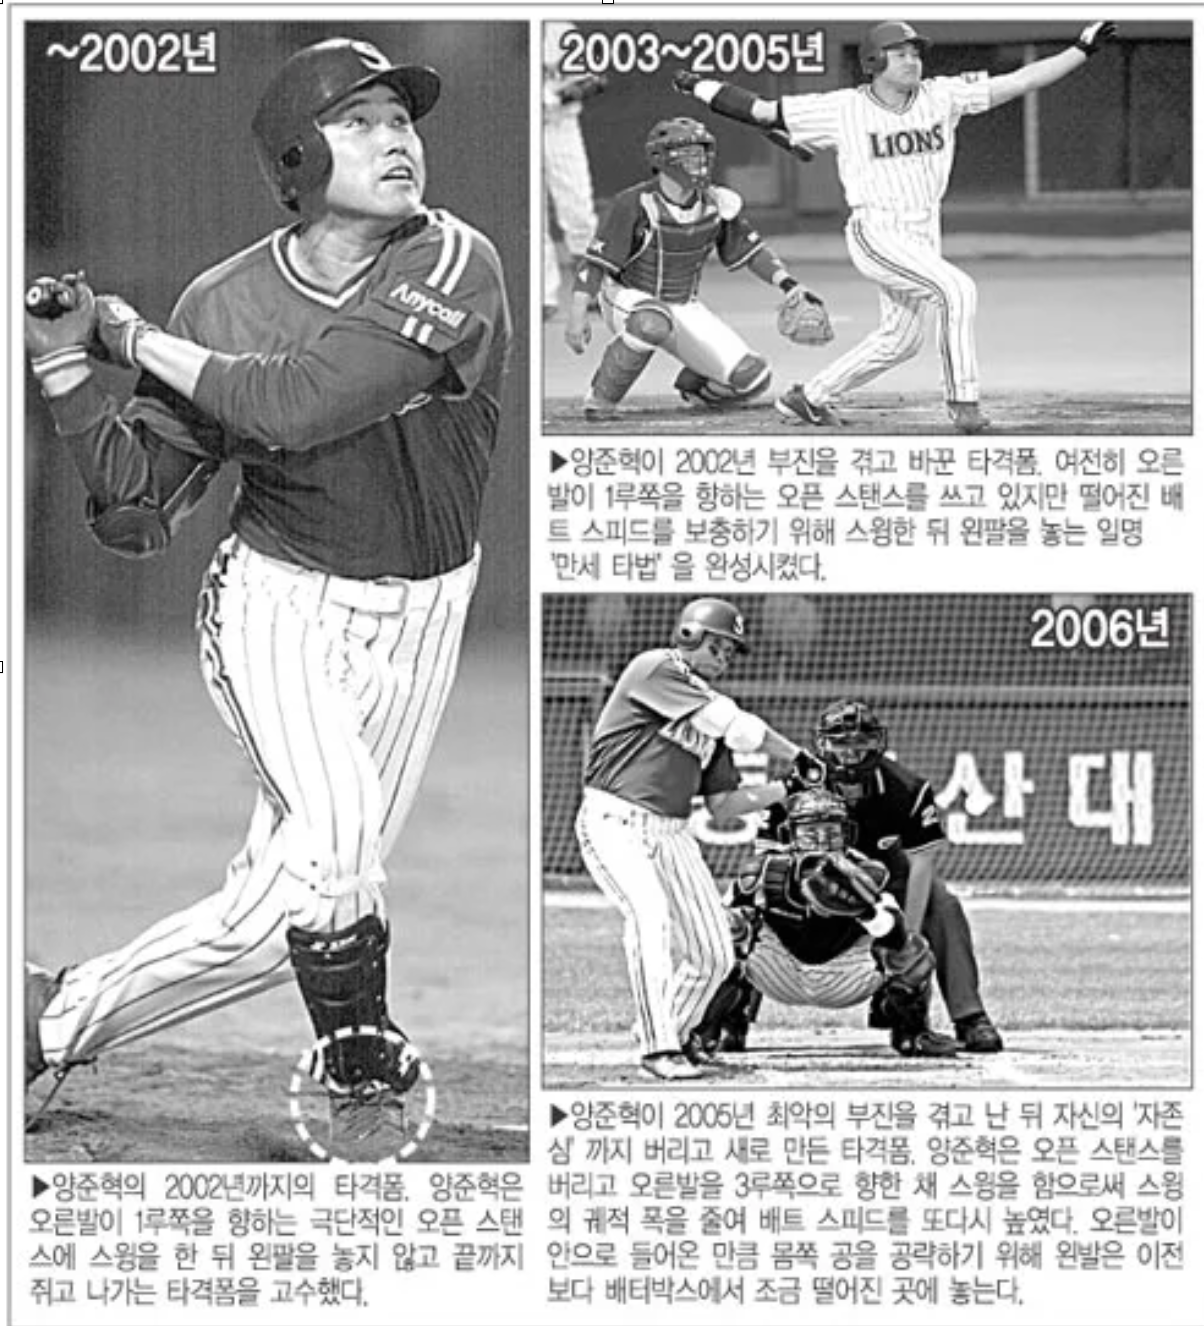 ~2002년
Anycall
▶양준혁의 2002년까지의 타격폼. 양준혁은
오른발이 1루쪽을 향하는 극단적인 오픈 스탠
스에 스윙을 한 뒤 왼팔을 놓지 않고 끝까지
쥐고 나가는 타격폼을 고수했다.
2003~2005년
LIONS
▶양준혁이 2002년 부진을 겪고 바꾼 타격폼. 여전히 오른
발이 1루쪽을 향하는 오픈 스탠스를 쓰고 있지만 떨어진 배
트 스피드를 보충하기 위해 스윙한 뒤 왼팔을 놓는 일명
'만세 타법' 을 완성시켰다.
2006년
산대
▶양준혁이 2005년 최악의 부진을 겪고 난 뒤 자신의 '자존
심' 까지 버리고 새로 만든 타격폼. 양준혁은 오픈 스탠스를
버리고 오른발을 3루쪽으로 향한 채 스윙을 함으로써 스윙
의 궤적 폭을 줄여 배트 스피드를 또다시 높였다. 오른발이
안으로 들어온 만큼 몸쪽 공을 공략하기 위해 왼발은 이전
보다 배터박스에서 조금 떨어진 곳에 놓는다.